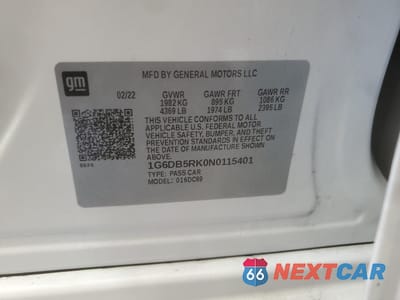 gm
MFD BY GENERAL MOTORS LLC
02/22 GVWR GAWR FRT GAWR RR
1982 KG 895 KG 1086 KG
4369 LB 1974 LB 2395 LB
THIS VEHICLE CONFORMS TO ALL
APPLICABLE U.S. FEDERAL MOTOR
VEHICLE SAFETY, BUMPER, AND THEFT
PREVENTION STANDARDS IN EFFECT
ON THE DATE OF MANUFACTURE
SHOWN ABOVE.
1G6DB5RK0N0115401
TYPE: PASS CAR
MODEL: 016DC69
66 NEXTCAR